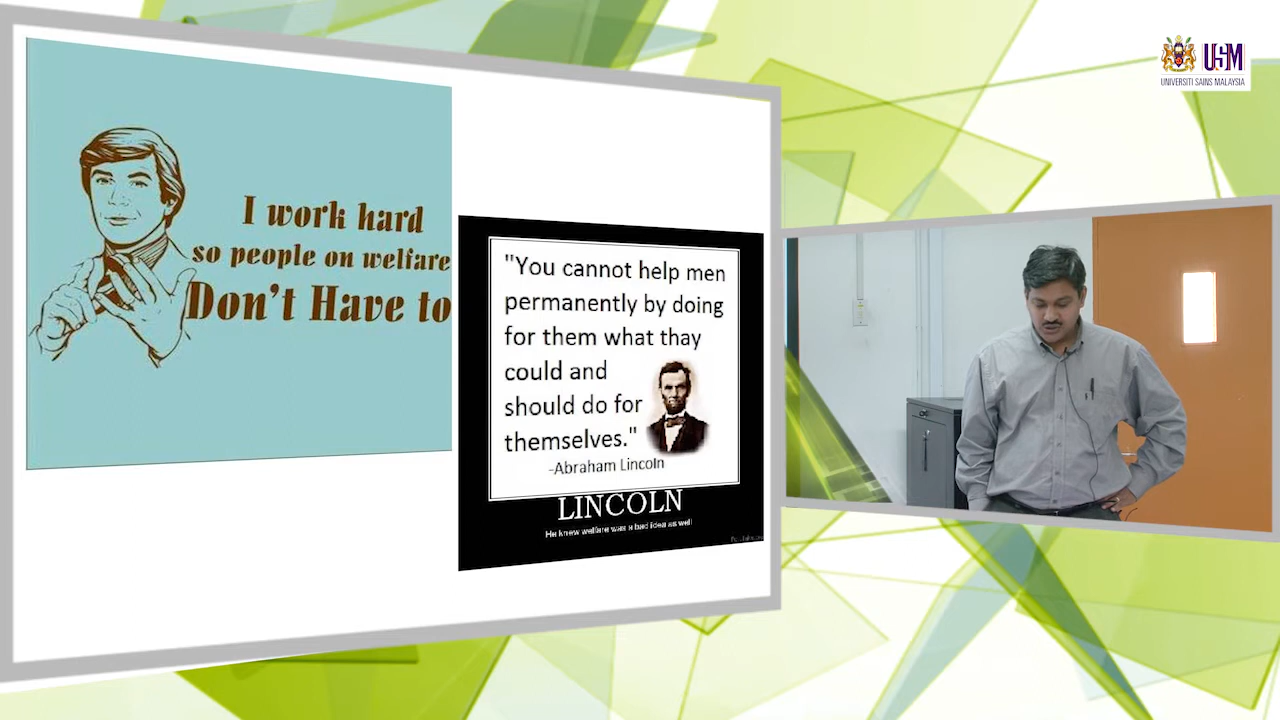 I work hard
so people on welfare
Don't Have to
"You cannot help men
permanently by doing
for them what thay
could and
should do for
themselves."
-Abraham Lincoln
LINCOLN
He knew welfare was a bad idea as well
USM
UNIVERSITI SAINS MALAYSIA